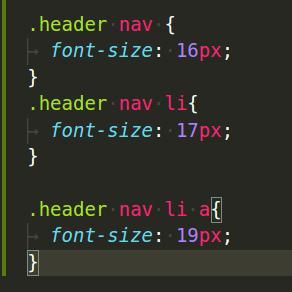 .header nav {
font-size: 16px;
}
.header nav li{
font-size: 17px;
}
.header nav li a{
font-size: 19px;
}